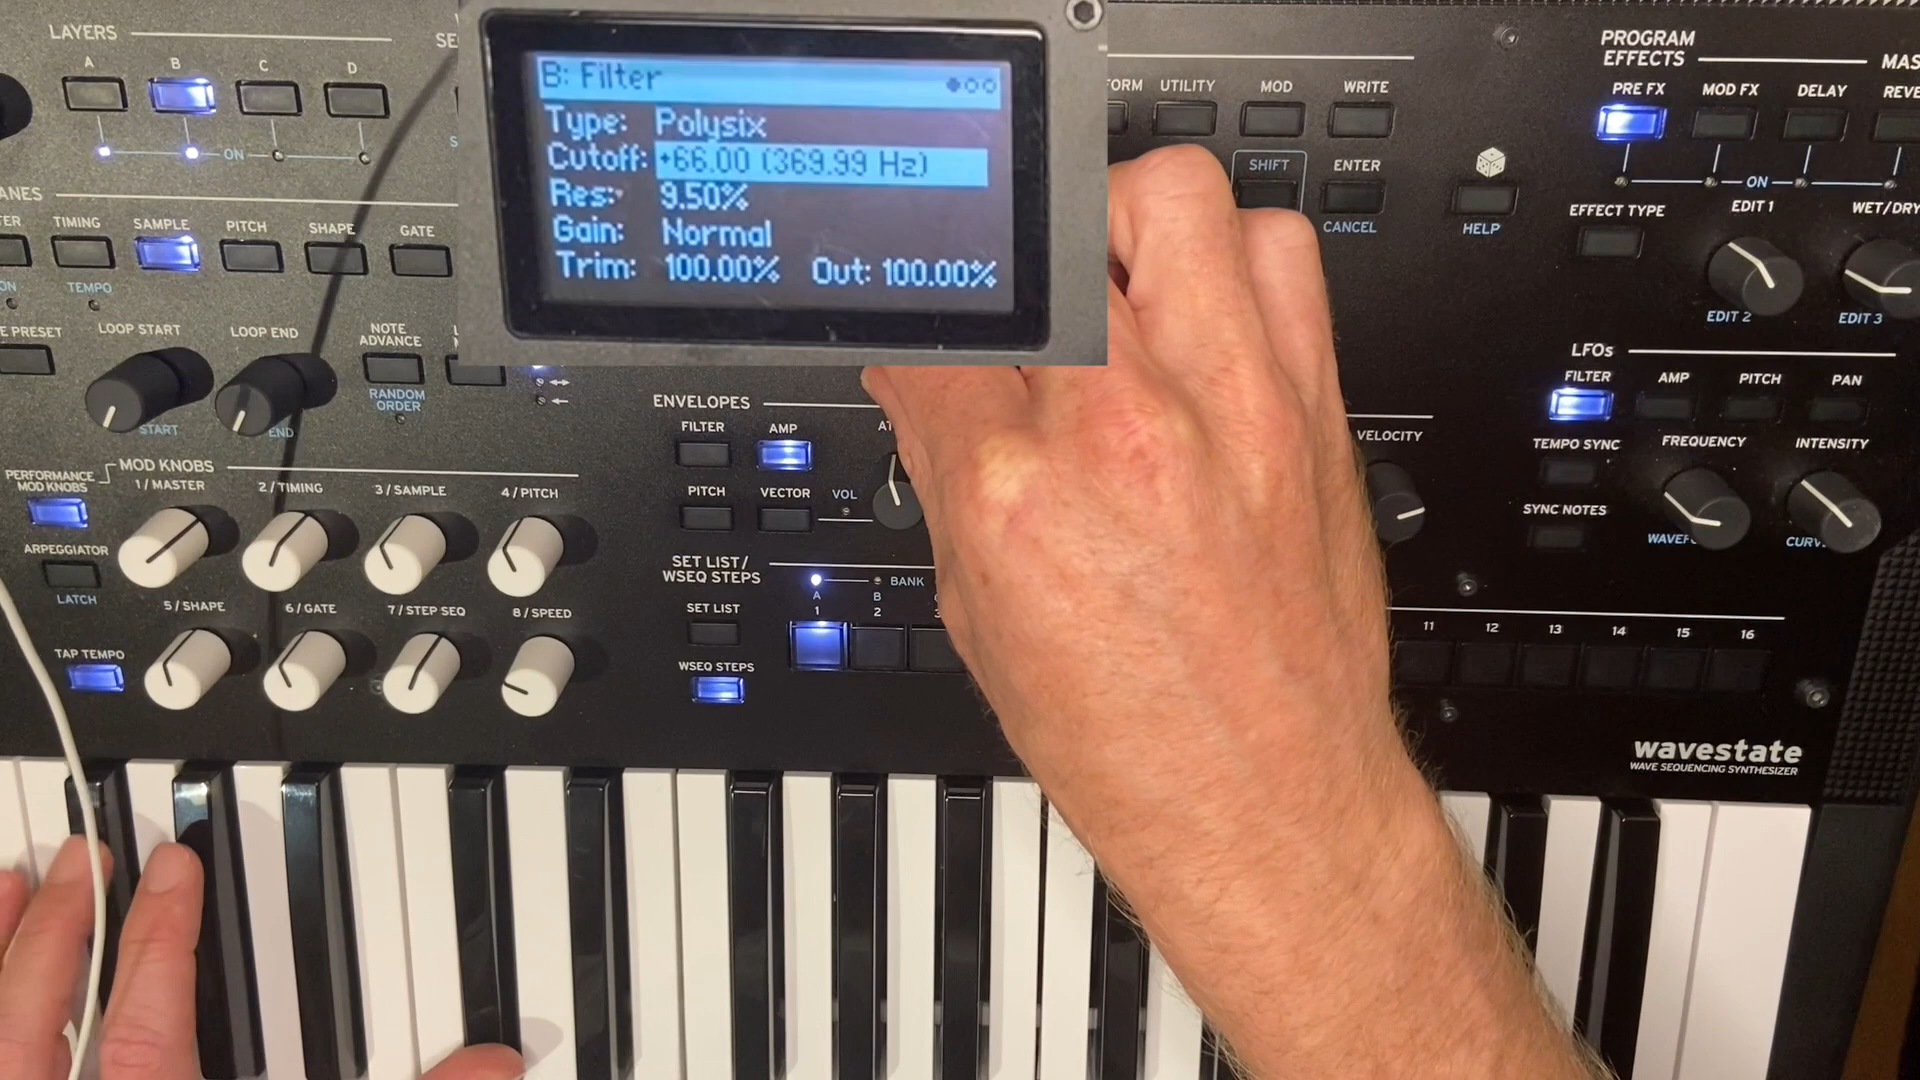 LAYERS
A B C D
ON
TIMING SAMPLE PITCH SHAPE GATE
TEMPO
LOOP START LOOP END NOTE ADVANCE
START END RANDOM ORDER
PERFORMANCE MOD KNOBS
MOD KNOBS
1 / MASTER 2 / TIMING 3 / SAMPLE 4 / PITCH
ARPEGGIATOR
LATCH
5 / SHAPE 6 / GATE 7 / STEP SEQ 8 / SPEED
TAP TEMPO
B: Filter
Type: Polysix
Cutoff: +66.00 (369.99 Hz)
Res: 9.50%
Gain: Normal
Trim: 100.00% Out: 100.00%
ENVELOPES
FILTER AMP
PITCH VECTOR VOL
SET LIST/
WSEQ STEPS
BANK
A B
SET LIST 1 2 3
WSEQ STEPS
UTILITY MOD WRITE
SHIFT ENTER
CANCEL
HELP
VELOCITY
11 12 13 14 15 16
PROGRAM
EFFECTS
PRE FX MOD FX DELAY
ON
EFFECT TYPE EDIT 1 WET/DRY
EDIT 2 EDIT 3
LFOs
FILTER AMP PITCH PAN
TEMPO SYNC FREQUENCY INTENSITY
SYNC NOTES
wavestate
WAVE SEQUENCING SYNTHESIZER